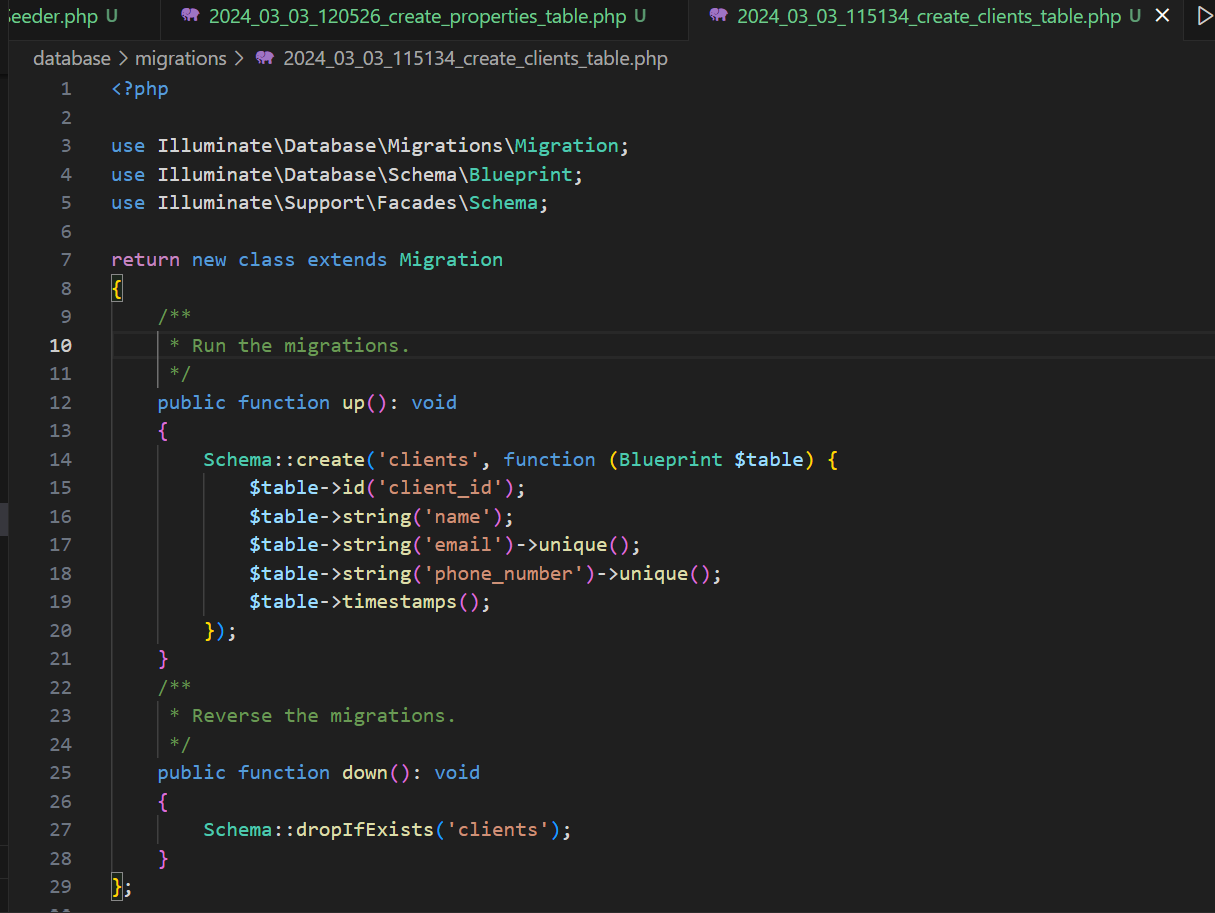 Seeder.php U 2024_03_03_120526_create_properties_table.php U 2024_03_03_115134_create_clients_table.php U
database > migrations > 2024_03_03_115134_create_clients_table.php
1 <?php
2
3 use Illuminate\Database\Migrations\Migration;
4 use Illuminate\Database\Schema\Blueprint;
5 use Illuminate\Support\Facades\Schema;
6
7 return new class extends Migration
8 {
9     /**
10      * Run the migrations.
11      */
12     public function up(): void
13     {
14         Schema::create('clients', function (Blueprint $table) {
15             $table->id('client_id');
16             $table->string('name');
17             $table->string('email')->unique();
18             $table->string('phone_number')->unique();
19             $table->timestamps();
20         });
21     }
22     /**
23      * Reverse the migrations.
24      */
25     public function down(): void
26     {
27         Schema::dropIfExists('clients');
28     }
29 };